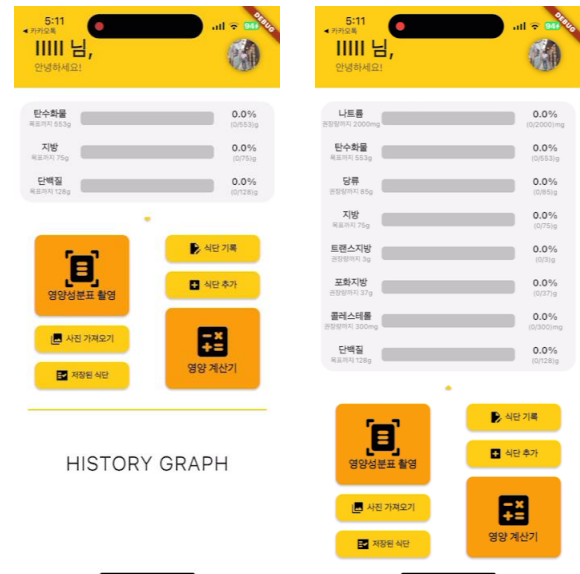 5:11
◀ 카카오톡
94
DEBUG
lllll 님,
안녕하세요!
탄수화물
목표까지 553g
0.0%
(0/553)g
지방
목표까지 75g
0.0%
(0/75)g
단백질
목표까지 128g
0.0%
(0/128)g
영양성분표 촬영
식단 기록
식단 추가
사진 가져오기
저장된 식단
영양 계산기
HISTORY GRAPH
5:11
◀ 카카오톡
94
DEBUG
lllll 님,
안녕하세요!
나트륨
권장량까지 2000mg
0.0%
(0/2000)mg
탄수화물
목표까지 553g
0.0%
(0/553)g
당류
권장량까지 85g
0.0%
(0/85)g
지방
목표까지 75g
0.0%
(0/75)g
트랜스지방
권장량까지 3g
0.0%
(0/3)g
포화지방
권장량까지 37g
0.0%
(0/37)g
콜레스테롤
권장량까지 300mg
0.0%
(0/300)mg
단백질
목표까지 128g
0.0%
(0/128)g
영양성분표 촬영
식단 기록
식단 추가
사진 가져오기
저장된 식단
영양 계산기